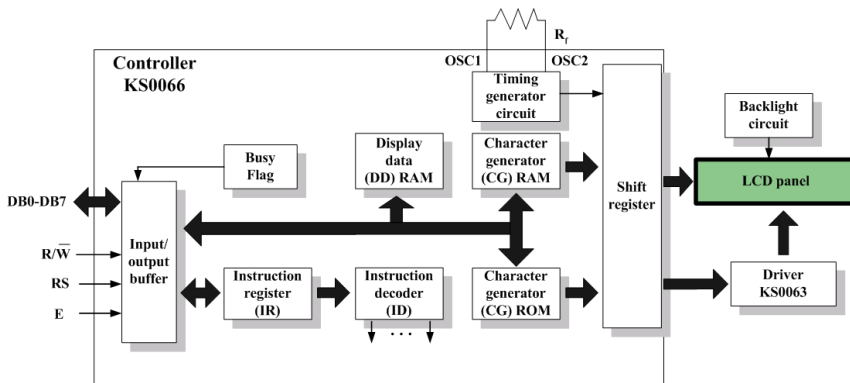 R_f
OSC1
OSC2
Controller
KS0066
Timing
generator
circuit
Backlight
circuit
Busy
Flag
Display
data
(DD) RAM
Character
generator
(CG) RAM
Shift
register
LCD panel
DB0-DB7
Input/
output
buffer
R/W̅
RS
E
Instruction
register
(IR)
Instruction
decoder
(ID)
. . .
Character
generator
(CG) ROM
Driver
KS0063